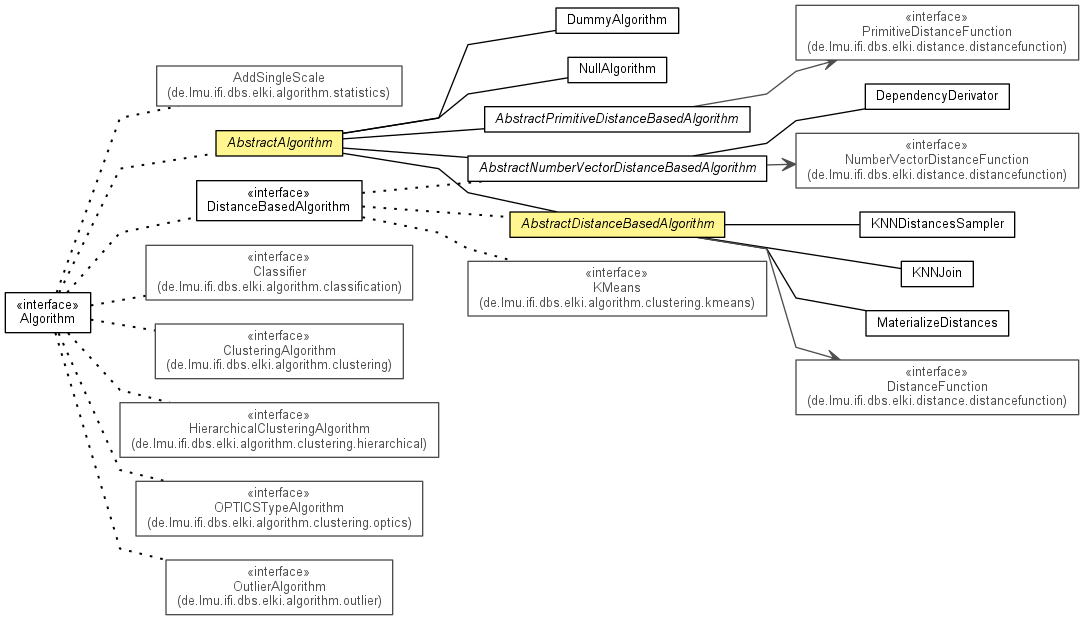 DummyAlgorithm
«interface»
PrimitiveDistanceFunction
(de.lmu.ifi.dbs.elki.distance.distancefunction)
NullAlgorithm
AddSingleScale
(de.lmu.ifi.dbs.elki.algorithm.statistics)
DependencyDerivator
AbstractPrimitiveDistanceBasedAlgorithm
AbstractAlgorithm
«interface»
NumberVectorDistanceFunction
(de.lmu.ifi.dbs.elki.distance.distancefunction)
AbstractNumberVectorDistanceBasedAlgorithm
«interface»
DistanceBasedAlgorithm
AbstractDistanceBasedAlgorithm
KNNDistancesSampler
«interface»
Classifier
(de.lmu.ifi.dbs.elki.algorithm.classification)
«interface»
KMeans
(de.lmu.ifi.dbs.elki.algorithm.clustering.kmeans)
KNNJoin
«interface»
Algorithm
MaterializeDistances
«interface»
ClusteringAlgorithm
(de.lmu.ifi.dbs.elki.algorithm.clustering)
«interface»
DistanceFunction
(de.lmu.ifi.dbs.elki.distance.distancefunction)
«interface»
HierarchicalClusteringAlgorithm
(de.lmu.ifi.dbs.elki.algorithm.clustering.hierarchical)
«interface»
OPTICSTypeAlgorithm
(de.lmu.ifi.dbs.elki.algorithm.clustering.optics)
«interface»
OutlierAlgorithm
(de.lmu.ifi.dbs.elki.algorithm.outlier)